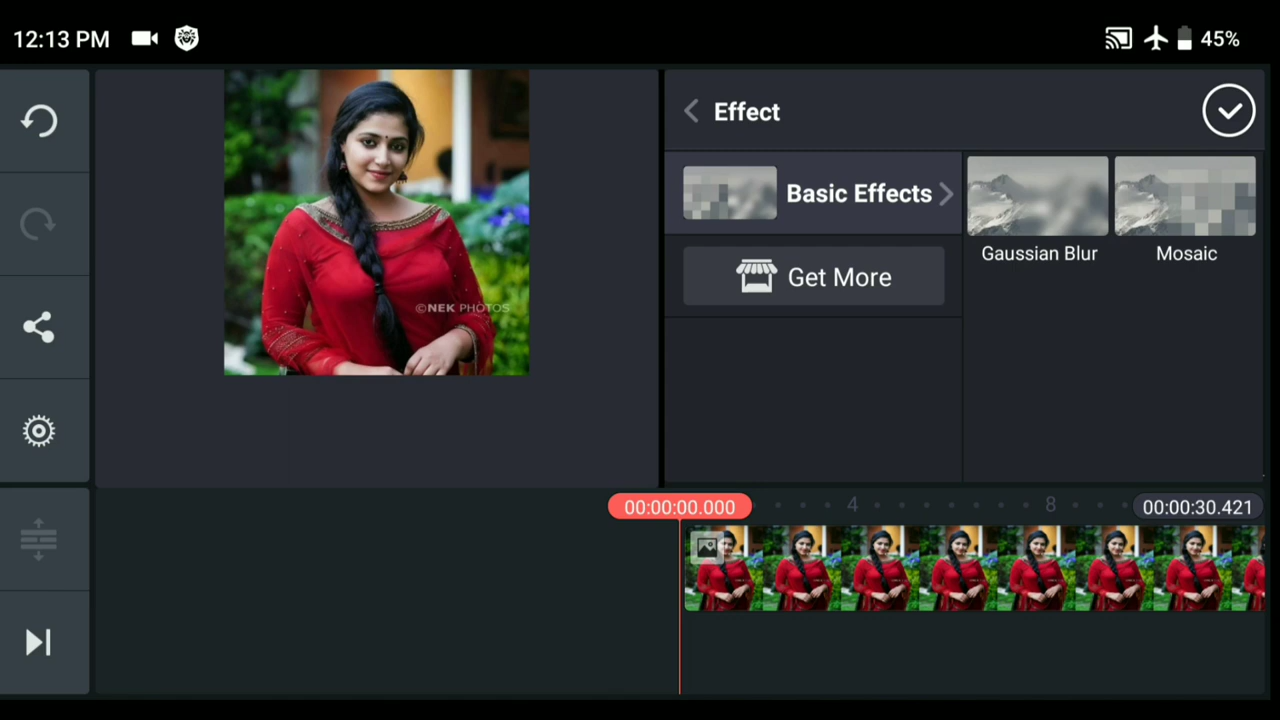 12:13 PM
45%
Effect
Basic Effects
Get More
Gaussian Blur
Mosaic
©NEK PHOTOS
00:00:00.000
4
8
00:00:30.421